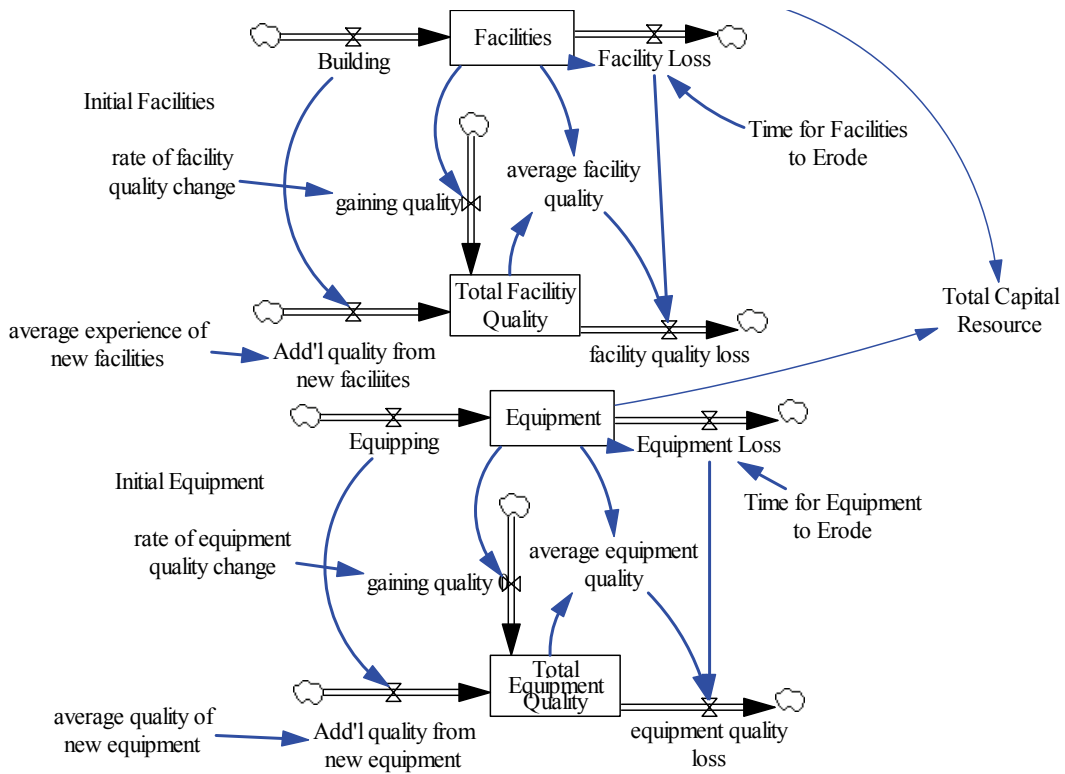 Facilities
Building
Facility Loss
Initial Facilities
Time for Facilities
to Erode
rate of facility
quality change
average facility
quality
gaining quality
Total Facilitiy
Quality
Total Capital
Resource
average experience of
new facilities
Add'l quality from
new faciliites
facility quality loss
Equipment
Equipping
Equipment Loss
Initial Equipment
Time for Equipment
to Erode
rate of equipment
quality change
average equipment
quality
gaining quality
Total
Equipment
Quality
average quality of
new equipment
Add'l quality from
new equipment
equipment quality
loss